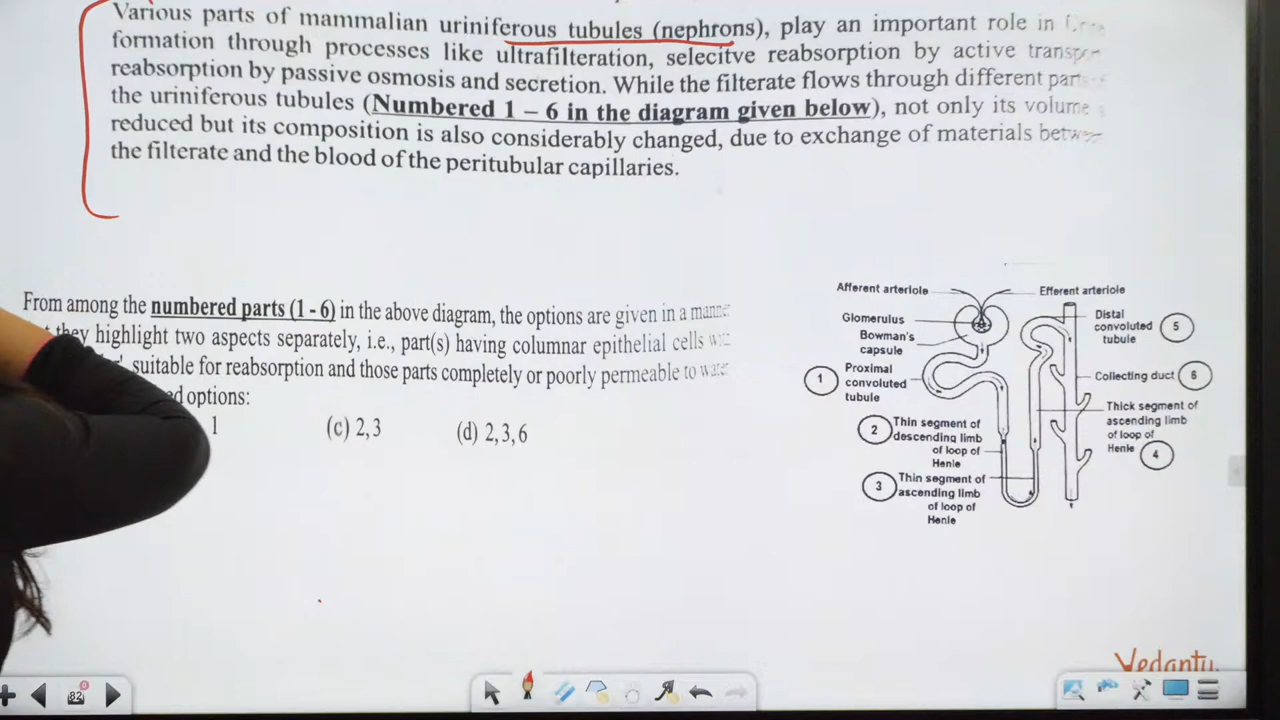 Various parts of mammalian uriniferous tubules (nephrons), play an important role in
formation through processes like ultrafilteration, selecitve reabsorption by active
reabsorption by passive osmosis and secretion. While the filterate flows through different
the uriniferous tubules (Numbered 1 – 6 in the diagram given below), not only its volume
reduced but its composition is also considerably changed, due to exchange of materials
the filterate and the blood of the peritubular capillaries.
From among the numbered parts (1 - 6) in the above diagram, the options are given in a
they highlight two aspects separately, i.e., part(s) having columnar epithelial cells
suitable for reabsorption and those parts completely or poorly permeable to
options:
1 (c) 2,3 (d) 2,3,6
Afferent arteriole
Efferent arteriole
Glomerulus
Bowman's
capsule
1
Proximal
convoluted
tubule
2
Thin segment of
descending limb
of loop of
Henle
3
Thin segment of
ascending limb
of loop of
Henle
Distal
convoluted
tubule
5
Collecting duct
6
Thick segment of
ascending limb
of loop of
Henle
4
Vedantu
82